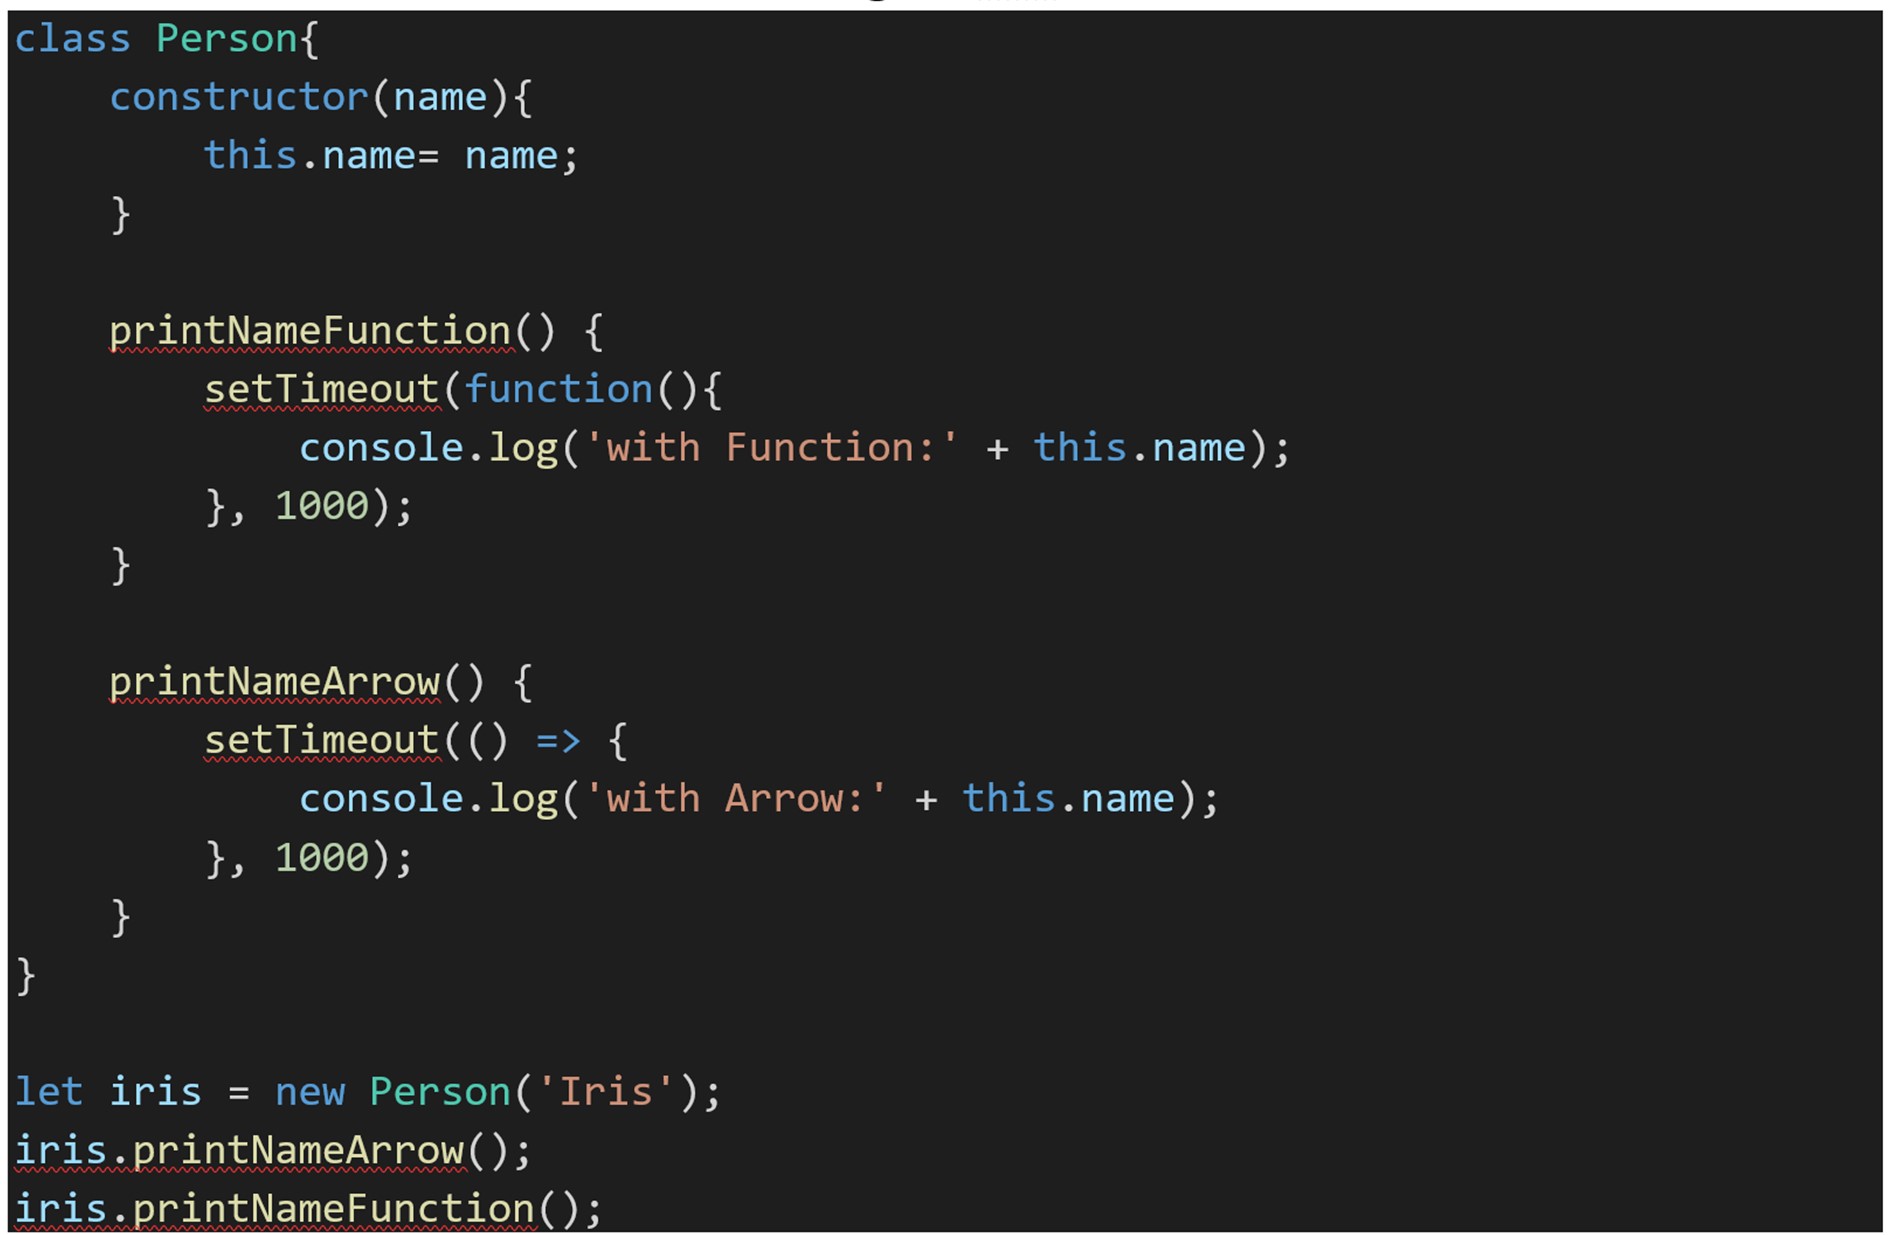 class Person{
    constructor(name){
        this.name= name;
    }

    printNameFunction() {
        setTimeout(function(){
            console.log('with Function:' + this.name);
        }, 1000);
    }

    printNameArrow() {
        setTimeout(() => {
            console.log('with Arrow:' + this.name);
        }, 1000);
    }
}

let iris = new Person('Iris');
iris.printNameArrow();
iris.printNameFunction();